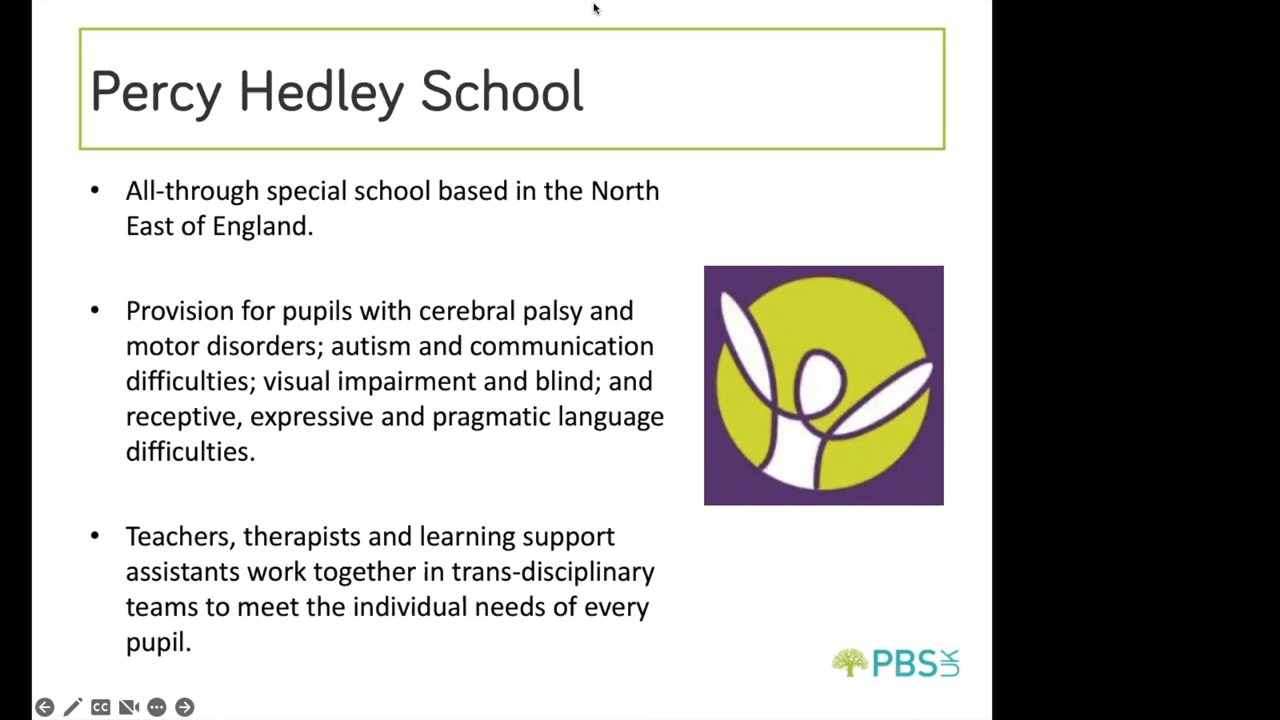 Percy Hedley School
• All-through special school based in the North
East of England.
• Provision for pupils with cerebral palsy and
motor disorders; autism and communication
difficulties; visual impairment and blind; and
receptive, expressive and pragmatic language
difficulties.
• Teachers, therapists and learning support
assistants work together in trans-disciplinary
teams to meet the individual needs of every
pupil.
PBS UK
CC